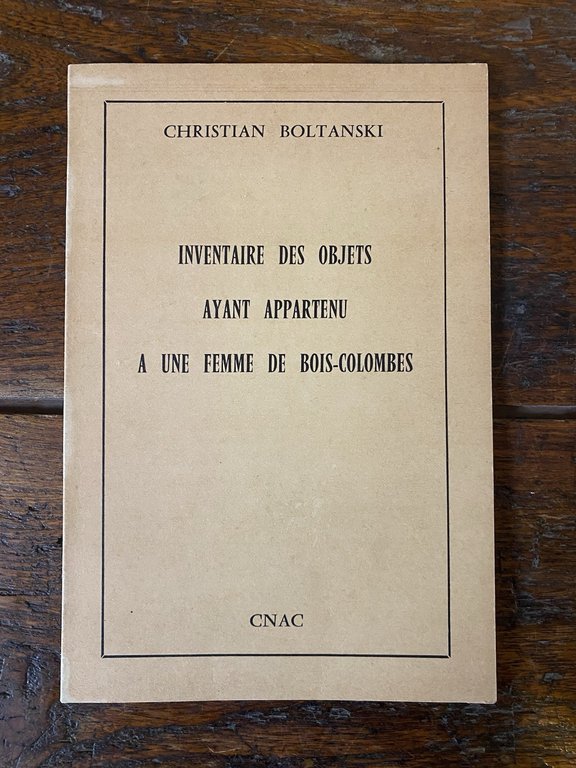 CHRISTIAN BOLTANSKI
INVENTAIRE DES OBJETS
AYANT APPARTENU
A UNE FEMME DE BOIS-COLOMBES
CNAC